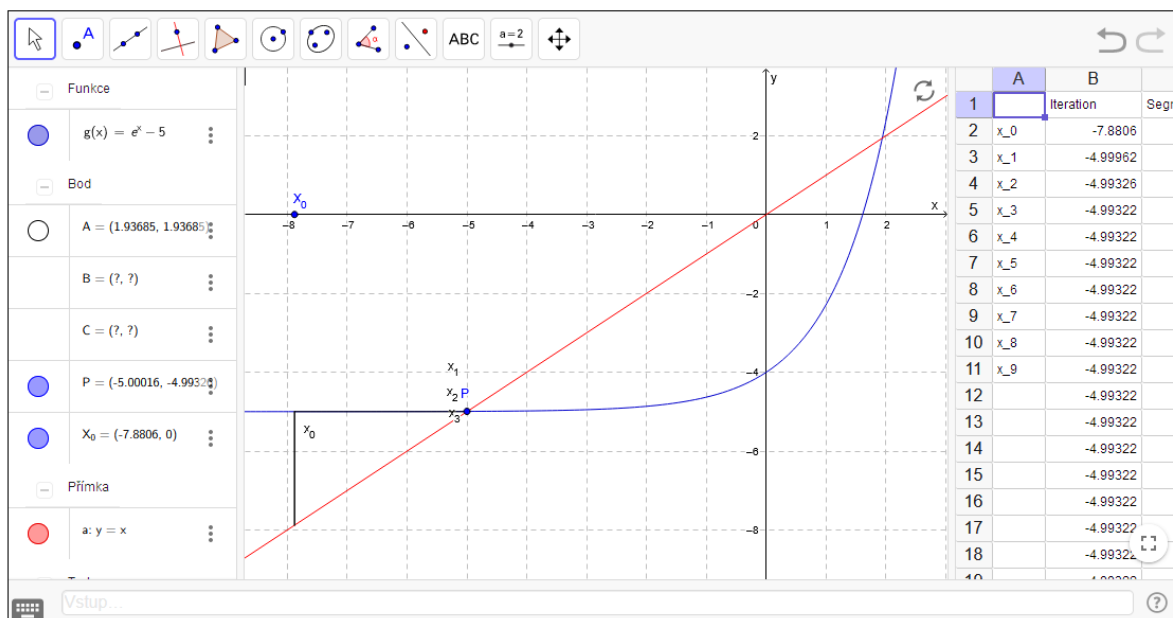 A
ABC
a = 2
Funkce
g(x) = eˣ − 5
Bod
A = (1.93685, 1.93685)
B = (?, ?)
C = (?, ?)
P = (-5.00016, -4.99326)
X₀ = (-7.8806, 0)
Přímka
a: y = x
Vstup...
y
x
2
−2
−4
−6
−8
−8
−7
−6
−5
−4
−3
−2
−1
0
1
2
X₀
x₁
x₂ P
x₃
x₀
A B
1 Iteration Segr
2 x_0 -7.8806
3 x_1 -4.99962
4 x_2 -4.99326
5 x_3 -4.99322
6 x_4 -4.99322
7 x_5 -4.99322
8 x_6 -4.99322
9 x_7 -4.99322
10 x_8 -4.99322
11 x_9 -4.99322
12 -4.99322
13 -4.99322
14 -4.99322
15 -4.99322
16 -4.99322
17 -4.99322
18 -4.99322